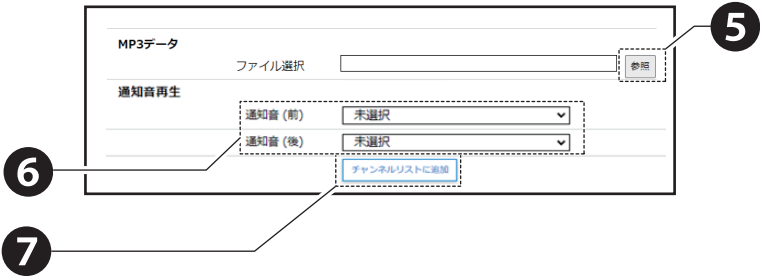 5
MP3データ
ファイル選択 参照
通知音再生
通知音 (前) 未選択
通知音 (後) 未選択
6
チャンネルリストに追加
7